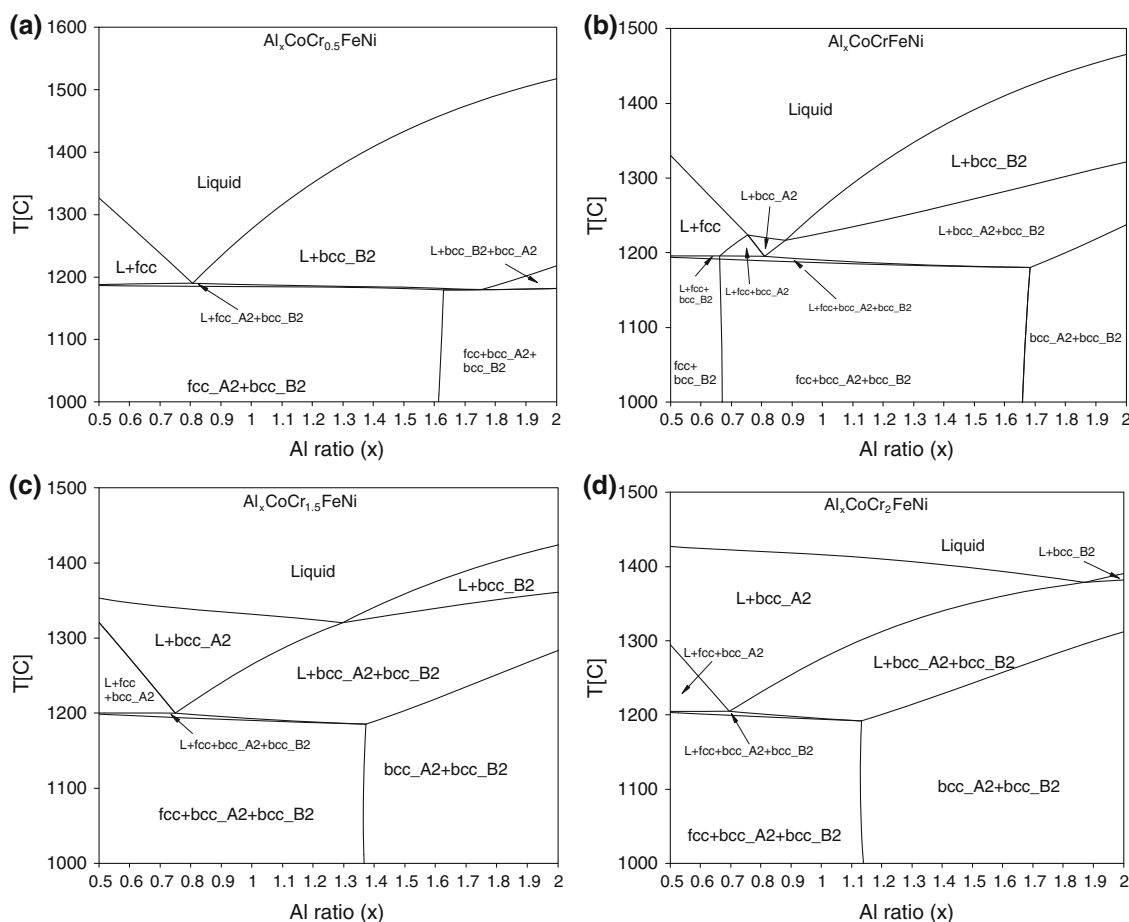 (a)
Al_xCoCr_0.5FeNi
1600
1500
1400
1300
1200
1100
1000
T[C]
Liquid
L+fcc
L+bcc_B2
L+bcc_B2+bcc_A2
L+fcc_A2+bcc_B2
fcc_A2+bcc_B2
fcc+bcc_A2+
bcc_B2
0.5 0.6 0.7 0.8 0.9 1 1.1 1.2 1.3 1.4 1.5 1.6 1.7 1.8 1.9 2
Al ratio (x)
(b)
Al_xCoCrFeNi
1500
1400
1300
1200
1100
1000
T[C]
Liquid
L+bcc_B2
L+bcc_A2
L+fcc
L+bcc_A2+bcc_B2
L+fcc+
bcc_B2
L+fcc+bcc_A2
L+fcc+bcc_A2+bcc_B2
fcc+
bcc_B2
fcc+bcc_A2+bcc_B2
bcc_A2+bcc_B2
0.5 0.6 0.7 0.8 0.9 1 1.1 1.2 1.3 1.4 1.5 1.6 1.7 1.8 1.9 2
Al ratio (x)
(c)
Al_xCoCr_1.5FeNi
1500
1400
1300
1200
1100
1000
T[C]
Liquid
L+bcc_B2
L+bcc_A2
L+fcc
+bcc_A2
L+bcc_A2+bcc_B2
L+fcc+bcc_A2+bcc_B2
bcc_A2+bcc_B2
fcc+bcc_A2+bcc_B2
0.5 0.6 0.7 0.8 0.9 1 1.1 1.2 1.3 1.4 1.5 1.6 1.7 1.8 1.9 2
Al ratio (x)
(d)
Al_xCoCr_2FeNi
1500
1400
1300
1200
1100
1000
T[C]
Liquid
L+bcc_B2
L+bcc_A2
L+fcc+bcc_A2
L+bcc_A2+bcc_B2
L+fcc+bcc_A2+bcc_B2
bcc_A2+bcc_B2
fcc+bcc_A2+bcc_B2
0.5 0.6 0.7 0.8 0.9 1 1.1 1.2 1.3 1.4 1.5 1.6 1.7 1.8 1.9 2
Al ratio (x)